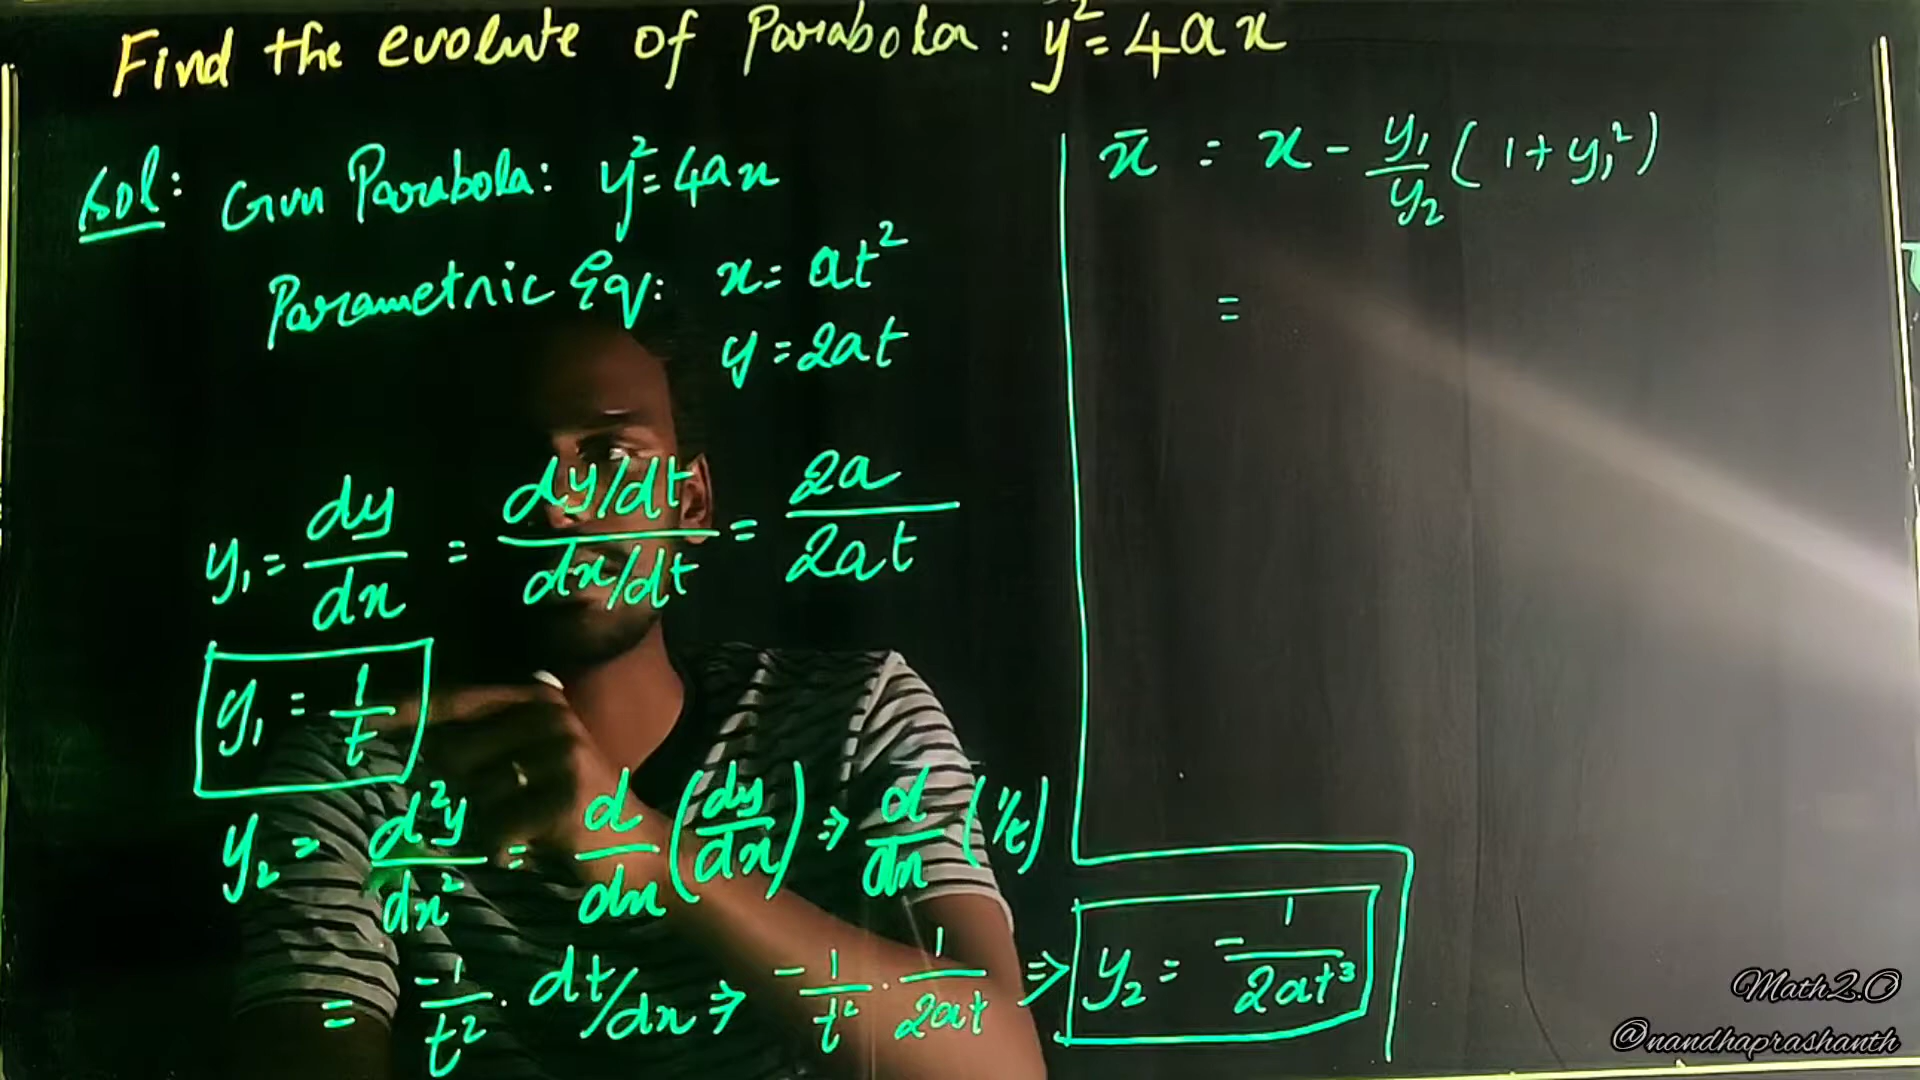 Find the evolute of Parabola: y² = 4ax
Sol: Given Parabola: y² = 4ax
Parametric Eq: x = at²
y = 2at
y₁ = dy/dx = (dy/dt)/(dx/dt) = 2a/2at
y₁ = 1/t
y₂ = d²y/dx² = d/dx (dy/dx) ⇒ d/dx (1/t)
= -1/t² · dt/dx ⇒ -1/t² · 1/2at ⇒ y₂ = -1/2at³
x̄ = x - y₁/y₂ (1 + y₁²)
=
Math2.0
@nandhaprashanth